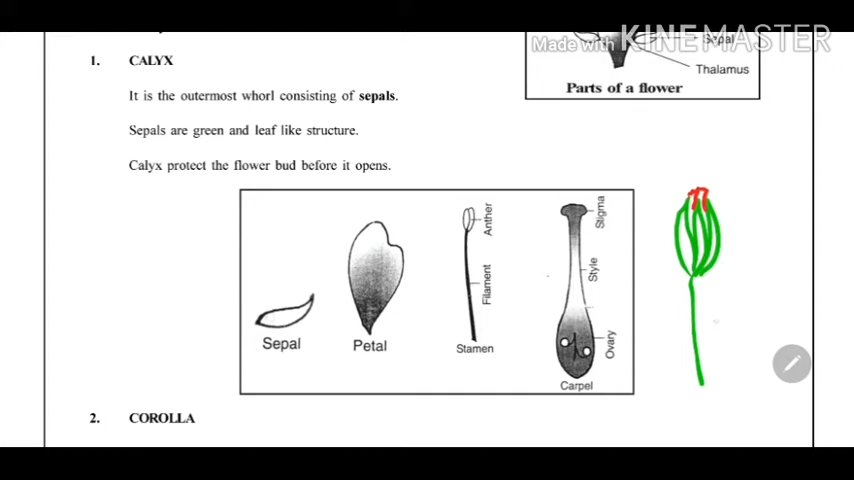 Made with KINEMASTER
Sepal
Thalamus
Parts of a flower
1. CALYX
It is the outermost whorl consisting of sepals.
Sepals are green and leaf like structure.
Calyx protect the flower bud before it opens.
Sepal
Petal
Anther
Filament
Stamen
Stigma
Style
Ovary
Carpel
2. COROLLA